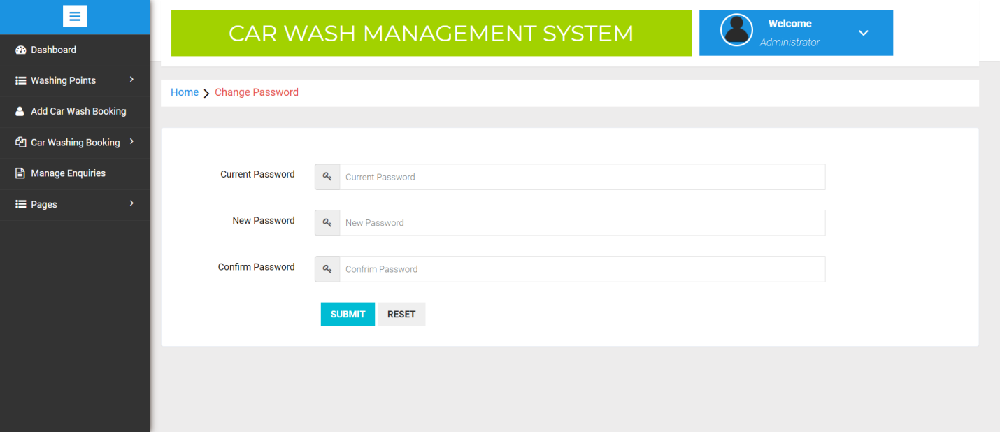 CAR WASH MANAGEMENT SYSTEM
Welcome
Administrator
Dashboard
Washing Points
Add Car Wash Booking
Car Washing Booking
Manage Enquiries
Pages
Home > Change Password
Current Password Current Password
New Password New Password
Confirm Password Confrim Password
SUBMIT RESET